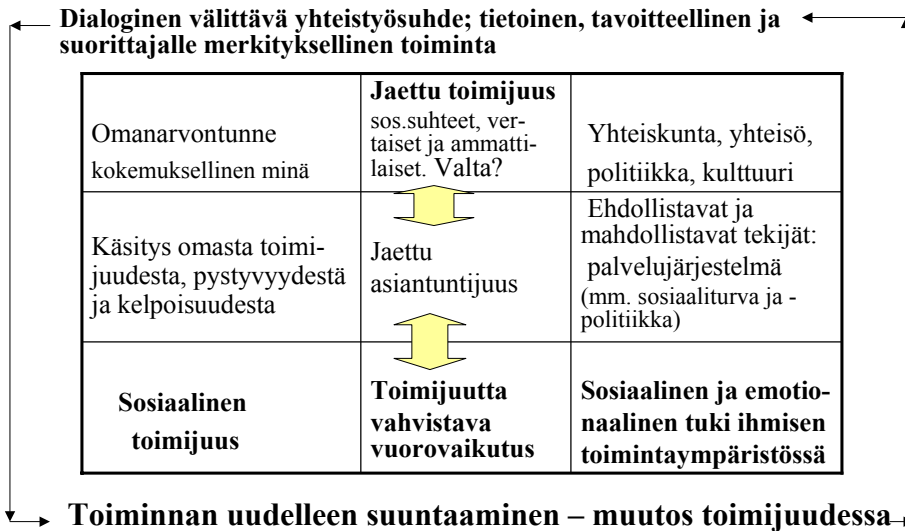 Dialoginen välittävä yhteistyösuhde; tietoinen, tavoitteellinen ja
suorittajalle merkityksellinen toiminta
Omanarvontunne
kokemuksellinen minä
Jaettu toimijuus
sos.suhteet, ver-
taiset ja ammatti-
laiset. Valta?
Yhteiskunta, yhteisö,
politiikka, kulttuuri
Käsitys omasta toimi-
juudesta, pystyvyydestä
ja kelpoisuudesta
Jaettu
asiantuntijuus
Ehdollistavat ja
mahdollistavat tekijät:
palvelujärjestelmä
(mm. sosiaaliturva ja -
politiikka)
Sosiaalinen
toimijuus
Toimijuutta
vahvistava
vuorovaikutus
Sosiaalinen ja emotio-
naalinen tuki ihmisen
toimintaympäristössä
Toiminnan uudelleen suuntaaminen – muutos toimijuudessa